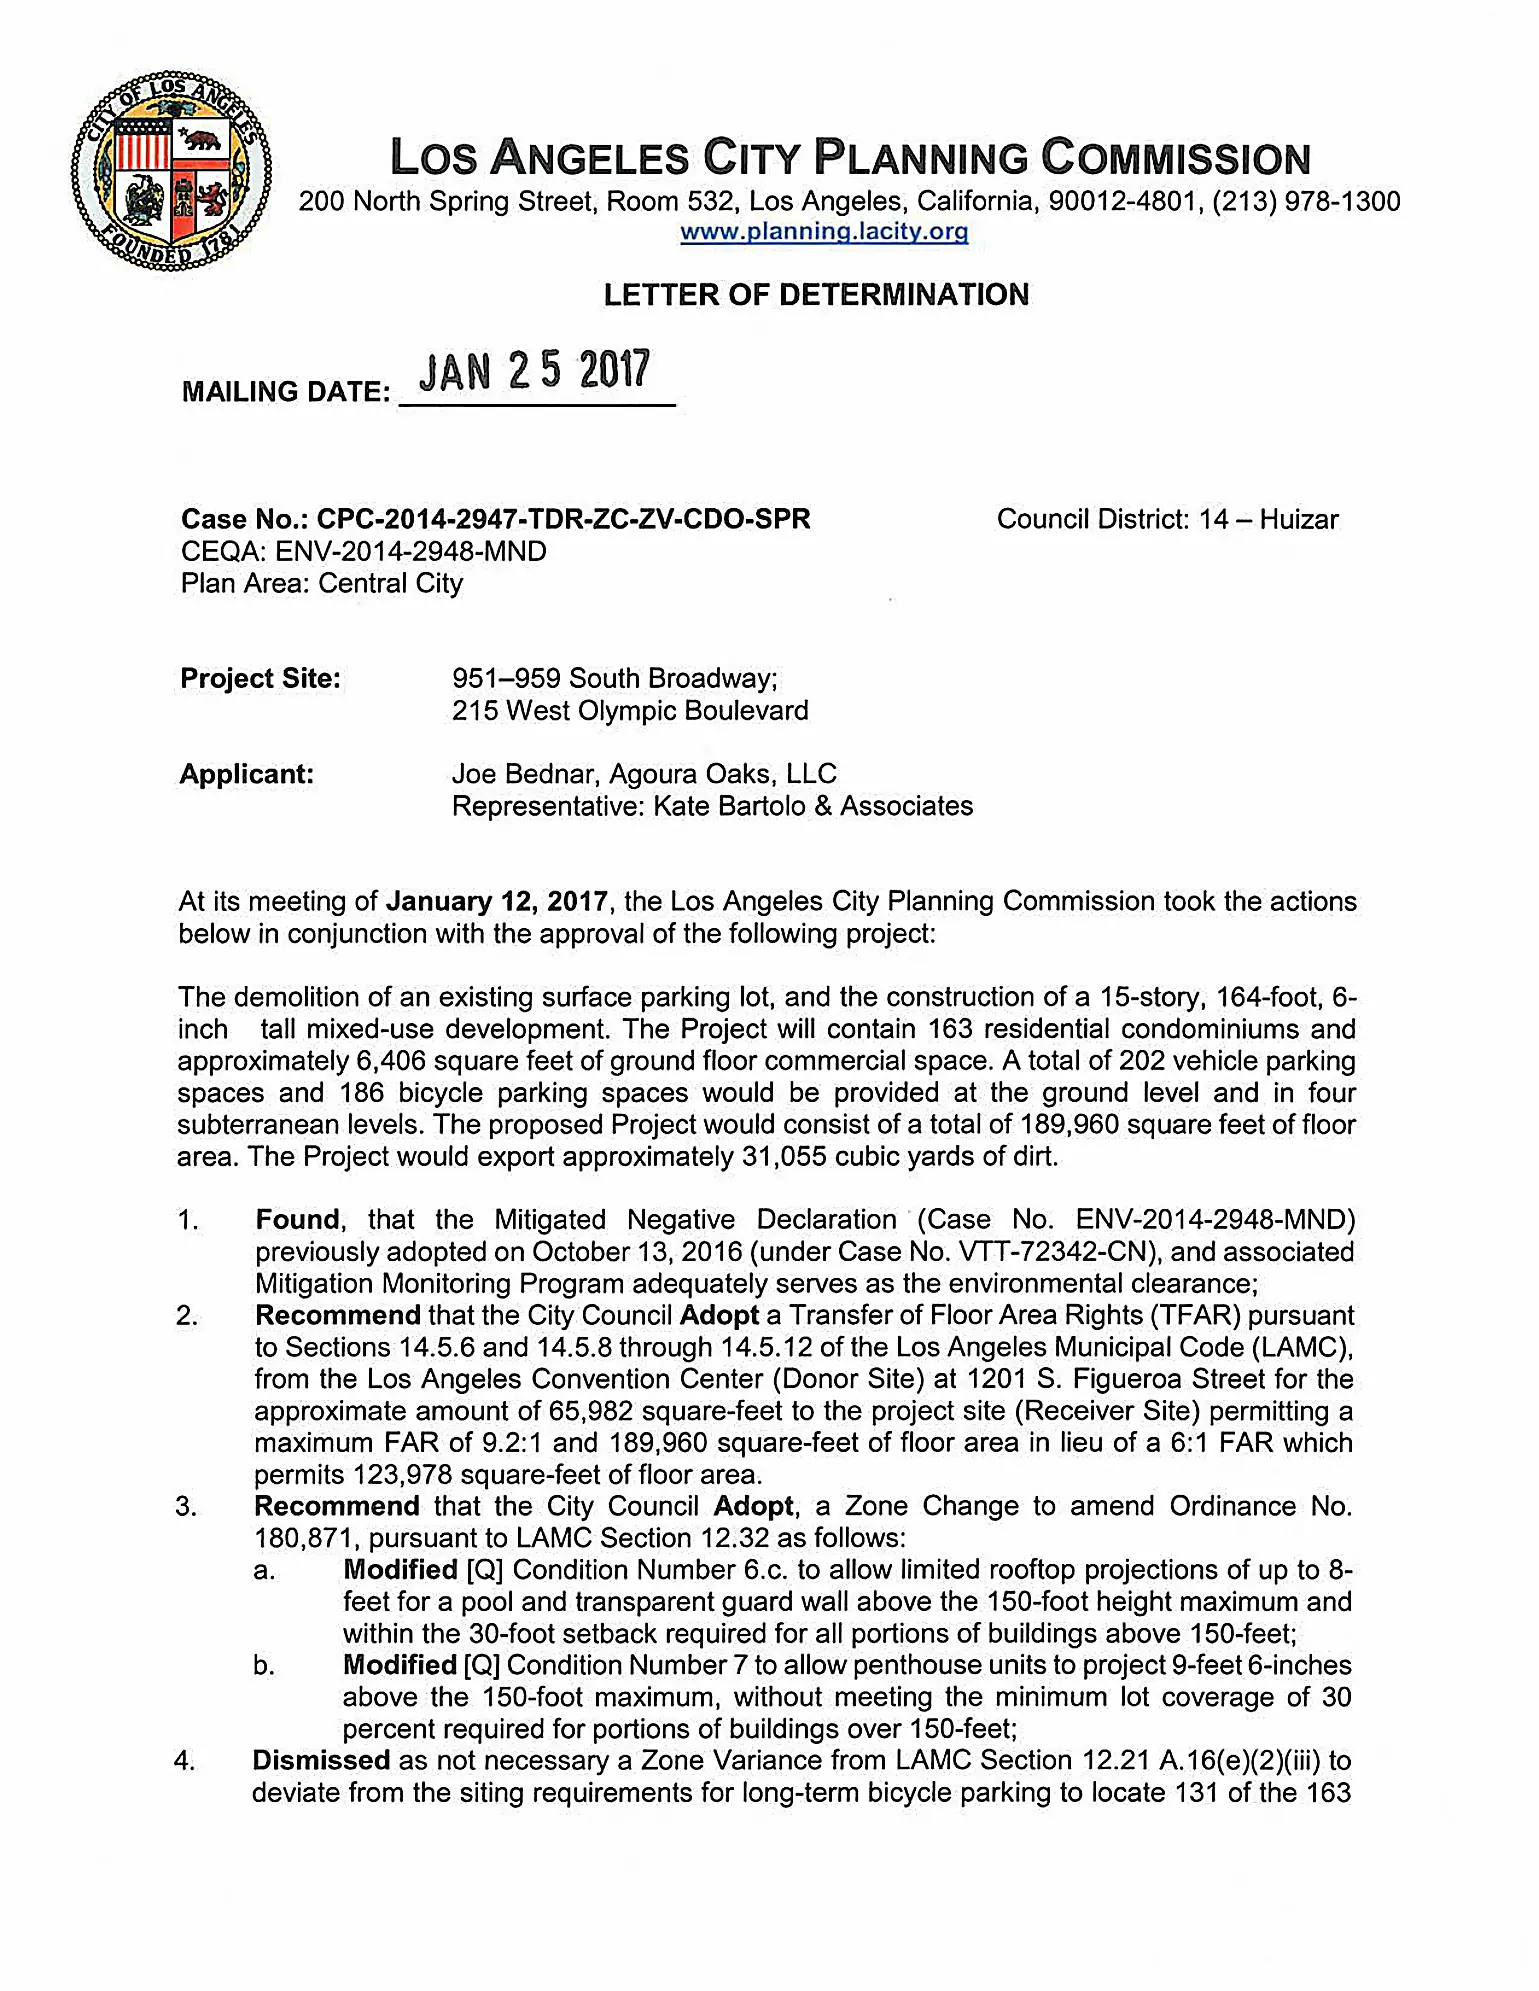 CITY OF LOS ANGELES
FOUNDED 1781
LOS ANGELES CITY PLANNING COMMISSION
200 North Spring Street, Room 532, Los Angeles, California, 90012-4801, (213) 978-1300
www.planning.lacity.org
LETTER OF DETERMINATION
MAILING DATE: JAN 25 2017
Case No.: CPC-2014-2947-TDR-ZC-ZV-CDO-SPR Council District: 14 – Huizar
CEQA: ENV-2014-2948-MND
Plan Area: Central City
Project Site: 951–959 South Broadway;
215 West Olympic Boulevard
Applicant: Joe Bednar, Agoura Oaks, LLC
Representative: Kate Bartolo & Associates
At its meeting of January 12, 2017, the Los Angeles City Planning Commission took the actions
below in conjunction with the approval of the following project:
The demolition of an existing surface parking lot, and the construction of a 15-story, 164-foot, 6-
inch tall mixed-use development. The Project will contain 163 residential condominiums and
approximately 6,406 square feet of ground floor commercial space. A total of 202 vehicle parking
spaces and 186 bicycle parking spaces would be provided at the ground level and in four
subterranean levels. The proposed Project would consist of a total of 189,960 square feet of floor
area. The Project would export approximately 31,055 cubic yards of dirt.
1. Found, that the Mitigated Negative Declaration (Case No. ENV-2014-2948-MND)
previously adopted on October 13, 2016 (under Case No. VTT-72342-CN), and associated
Mitigation Monitoring Program adequately serves as the environmental clearance;
2. Recommend that the City Council Adopt a Transfer of Floor Area Rights (TFAR) pursuant
to Sections 14.5.6 and 14.5.8 through 14.5.12 of the Los Angeles Municipal Code (LAMC),
from the Los Angeles Convention Center (Donor Site) at 1201 S. Figueroa Street for the
approximate amount of 65,982 square-feet to the project site (Receiver Site) permitting a
maximum FAR of 9.2:1 and 189,960 square-feet of floor area in lieu of a 6:1 FAR which
permits 123,978 square-feet of floor area.
3. Recommend that the City Council Adopt, a Zone Change to amend Ordinance No.
180,871, pursuant to LAMC Section 12.32 as follows:
a. Modified [Q] Condition Number 6.c. to allow limited rooftop projections of up to 8-
feet for a pool and transparent guard wall above the 150-foot height maximum and
within the 30-foot setback required for all portions of buildings above 150-feet;
b. Modified [Q] Condition Number 7 to allow penthouse units to project 9-feet 6-inches
above the 150-foot maximum, without meeting the minimum lot coverage of 30
percent required for portions of buildings over 150-feet;
4. Dismissed as not necessary a Zone Variance from LAMC Section 12.21 A.16(e)(2)(iii) to
deviate from the siting requirements for long-term bicycle parking to locate 131 of the 163